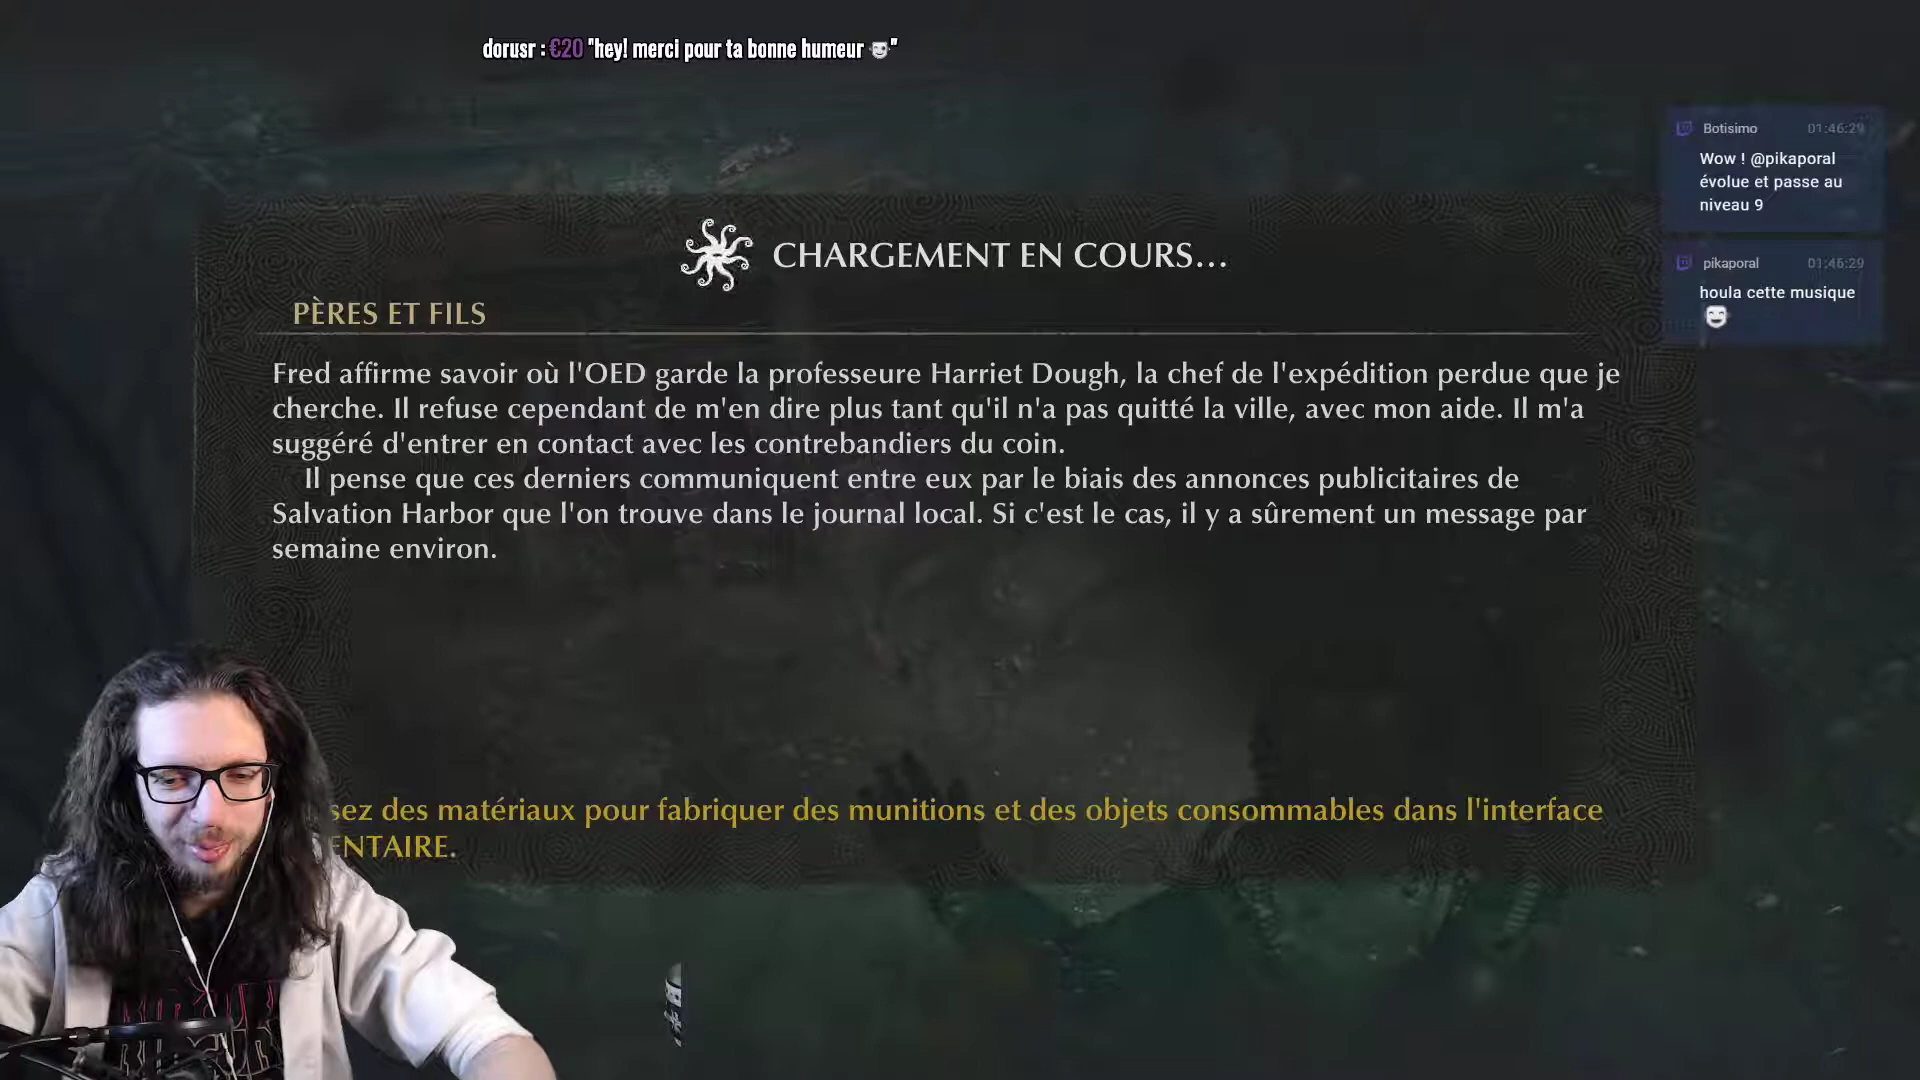 dorusr : €20 "hey! merci pour ta bonne humeur "
Botisimo 01:46:29
Wow ! @pikaporal
évolue et passe au
niveau 9
pikaporal 01:46:29
houla cette musique
CHARGEMENT EN COURS...
PÈRES ET FILS
Fred affirme savoir où l'OED garde la professeure Harriet Dough, la chef de l'expédition perdue que je
cherche. Il refuse cependant de m'en dire plus tant qu'il n'a pas quitté la ville, avec mon aide. Il m'a
suggéré d'entrer en contact avec les contrebandiers du coin.
Il pense que ces derniers communiquent entre eux par le biais des annonces publicitaires de
Salvation Harbor que l'on trouve dans le journal local. Si c'est le cas, il y a sûrement un message par
semaine environ.
sez des matériaux pour fabriquer des munitions et des objets consommables dans l'interface
ENTAIRE.